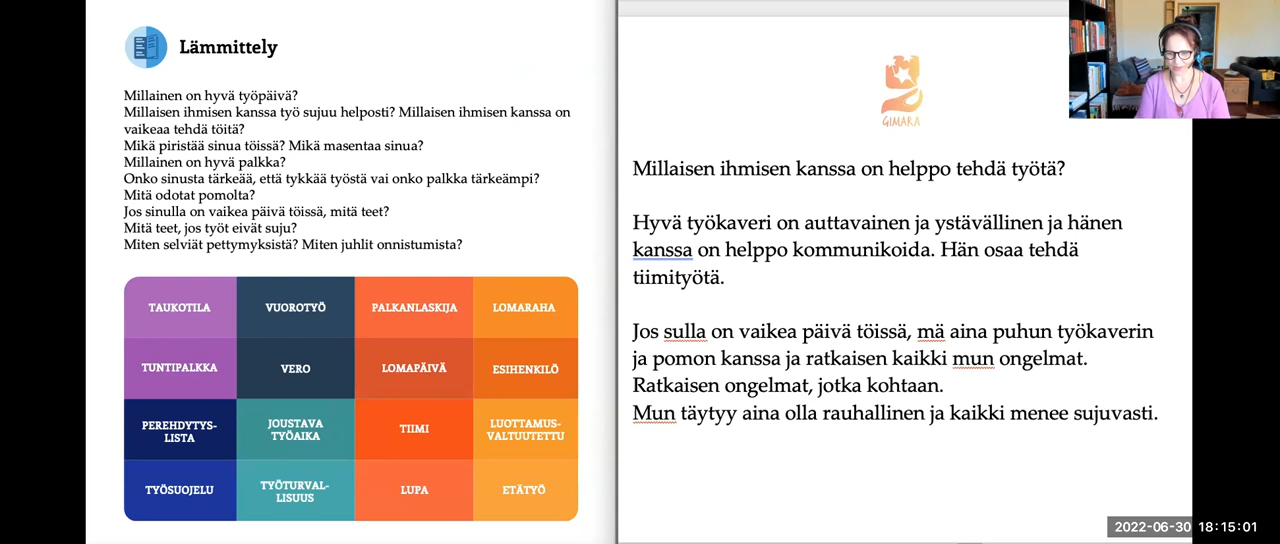 Lämmittely
Millainen on hyvä työpäivä?
Millaisen ihmisen kanssa työ sujuu helposti? Millaisen ihmisen kanssa on
vaikeaa tehdä töitä?
Mikä piristää sinua töissä? Mikä masentaa sinua?
Millainen on hyvä palkka?
Onko sinusta tärkeää, että tykkää työstä vai onko palkka tärkeämpi?
Mitä odotat pomolta?
Jos sinulla on vaikea päivä töissä, mitä teet?
Mitä teet, jos työt eivät suju?
Miten selviät pettymyksistä? Miten juhlit onnistumista?
TAUKOTILA
VUOROTYÖ
PALKANLASKIJA
LOMARAHA
TUNTIPALKKA
VERO
LOMAPÄIVÄ
ESIHENKILÖ
PEREHDYTYS-
LISTA
JOUSTAVA
TYÖAIKA
TIIMI
LUOTTAMUS-
VALTUUTETTU
TYÖSUOJELU
TYÖTURVAL-
LISUUS
LUPA
ETÄTYÖ
GIMARA
Millaisen ihmisen kanssa on helppo tehdä työtä?
Hyvä työkaveri on auttavainen ja ystävällinen ja hänen
kanssa on helppo kommunikoida. Hän osaa tehdä
tiimityötä.
Jos sulla on vaikea päivä töissä, mä aina puhun työkaverin
ja pomon kanssa ja ratkaisen kaikki mun ongelmat.
Ratkaisen ongelmat, jotka kohtaan.
Mun täytyy aina olla rauhallinen ja kaikki menee sujuvasti.
2022-06-30 18:15:01